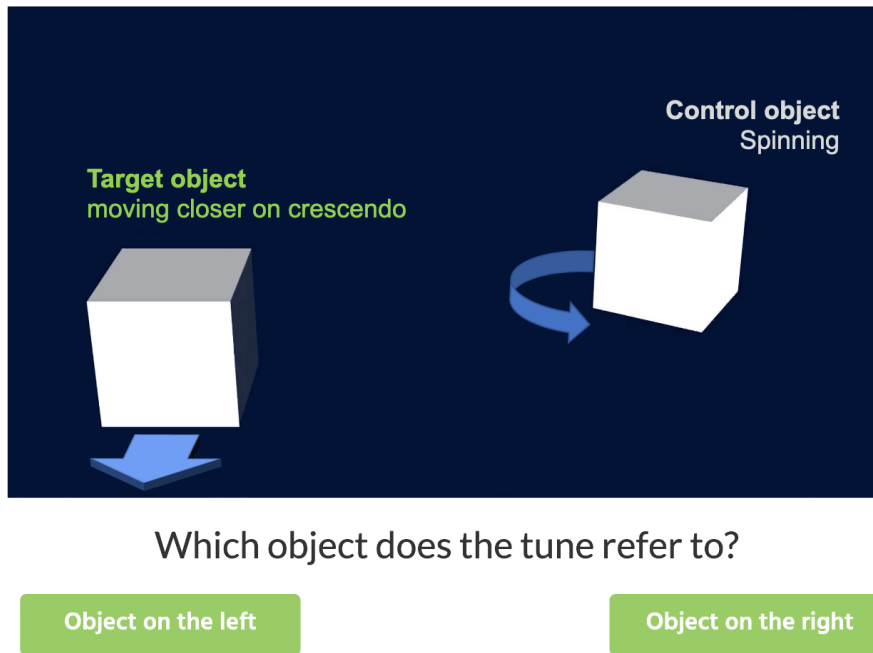 Control object
Spinning
Target object
moving closer on crescendo
Which object does the tune refer to?
Object on the left
Object on the right